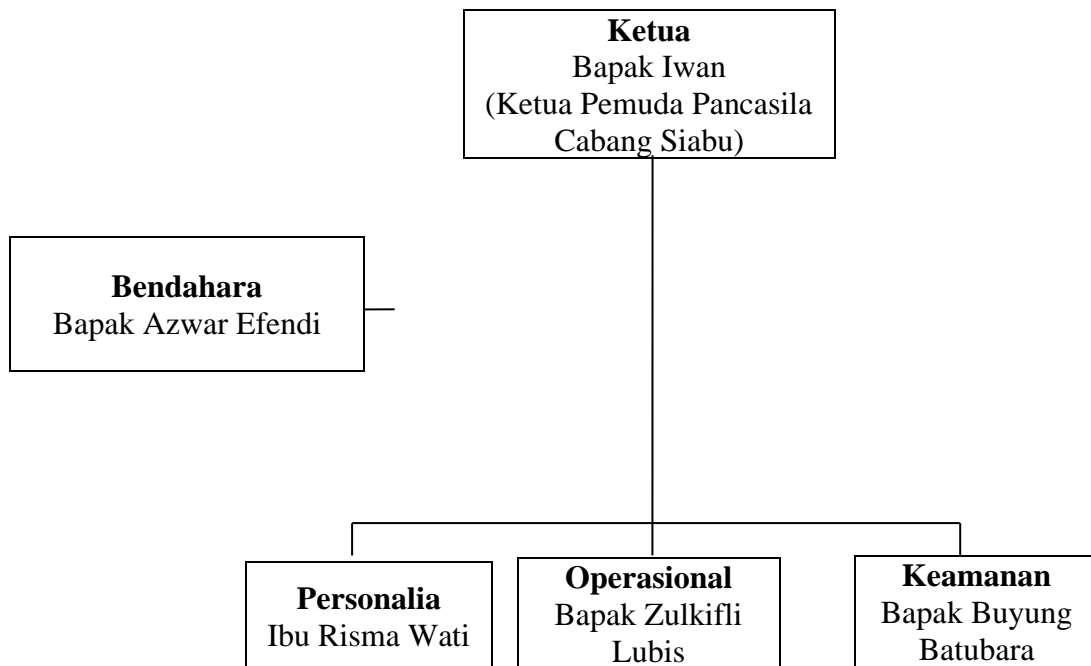 Ketua
Bapak Iwan
(Ketua Pemuda Pancasila
Cabang Siabu)
Bendahara
Bapak Azwar Efendi
Personalia
Ibu Risma Wati
Operasional
Bapak Zulkifli
Lubis
Keamanan
Bapak Buyung
Batubara